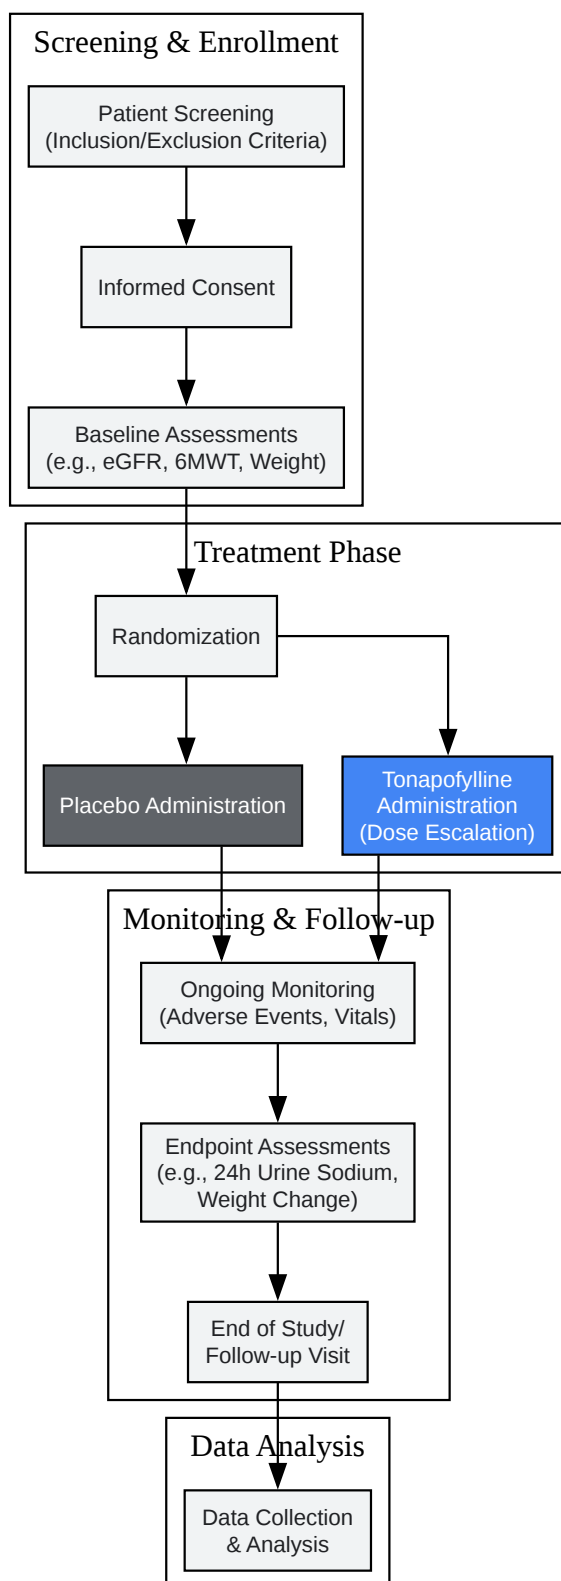 Screening & Enrollment
Patient Screening
(Inclusion/Exclusion Criteria)
Informed Consent
Baseline Assessments
(e.g., eGFR, 6MWT, Weight)
Treatment Phase
Randomization
Placebo Administration
Tonapofylline
Administration
(Dose Escalation)
Monitoring & Follow-up
Ongoing Monitoring
(Adverse Events, Vitals)
Endpoint Assessments
(e.g., 24h Urine Sodium,
Weight Change)
End of Study/
Follow-up Visit
Data Analysis
Data Collection
& Analysis